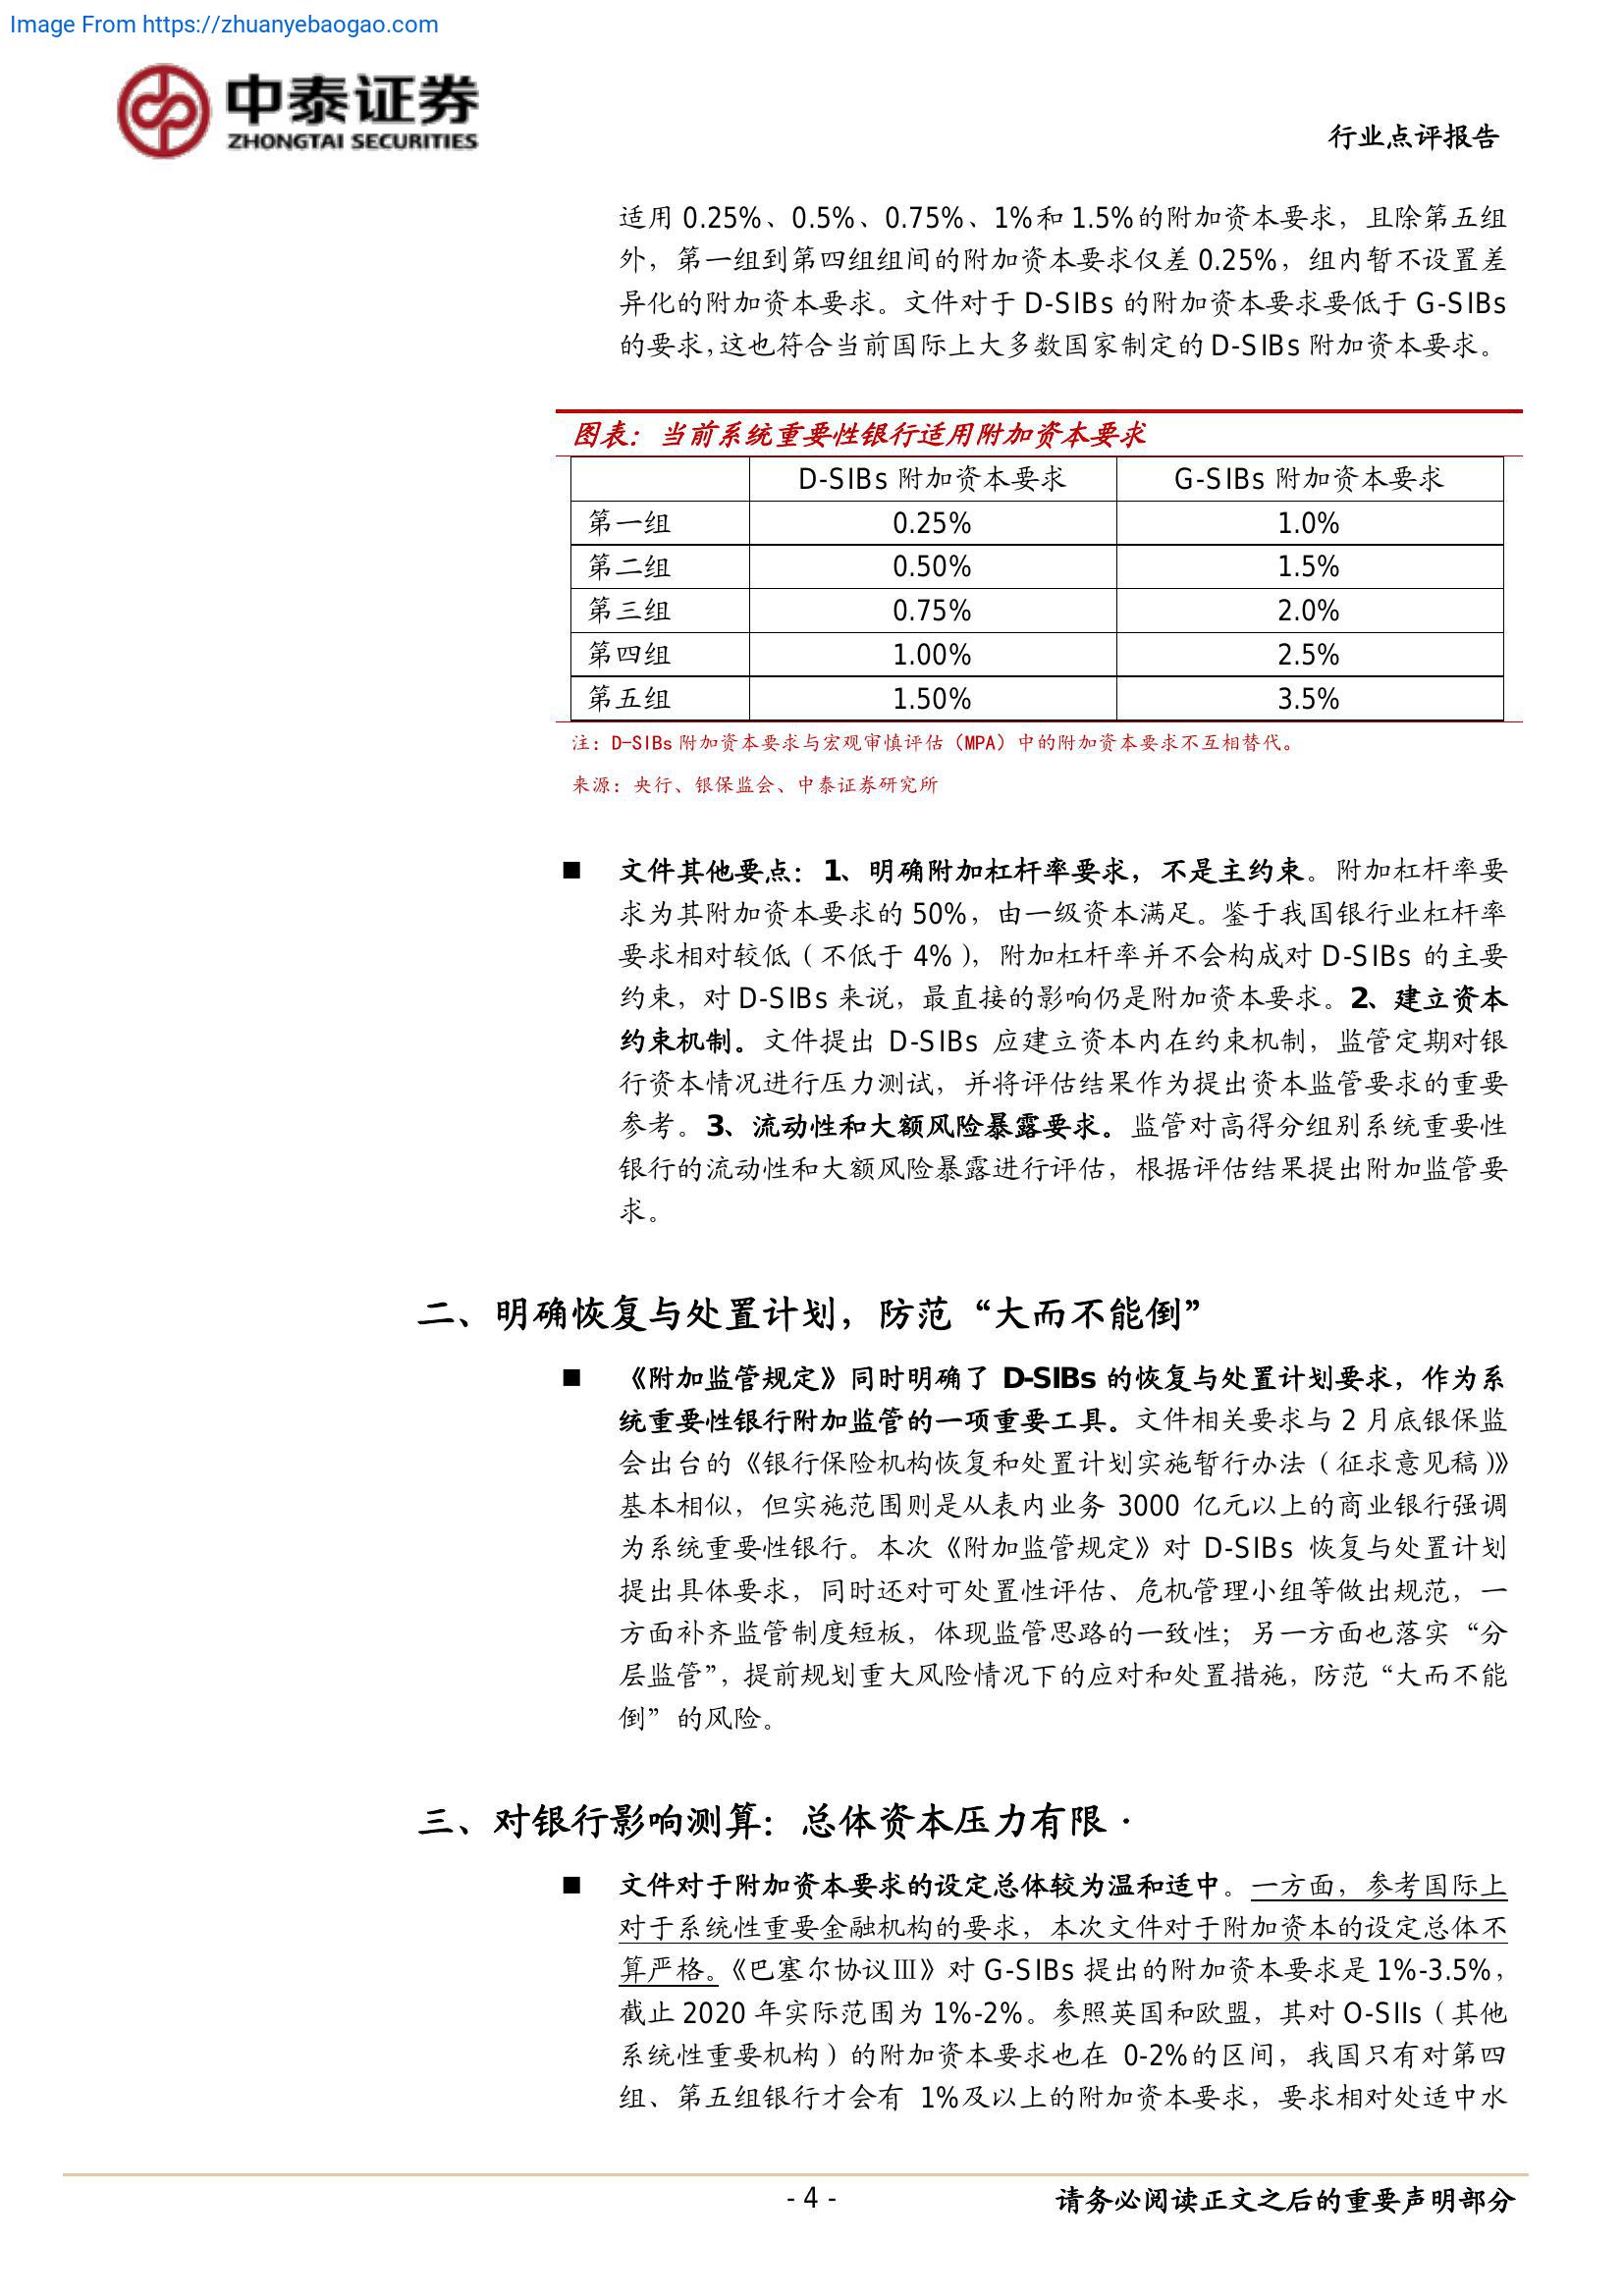 Image From https://zhuanyebaogao.com
中泰证券
ZHONGTAI SECURITIES
行业点评报告
适用 0.25%、0.5%、0.75%、1%和 1.5%的附加资本要求，且除第五组
外，第一组到第四组组间的附加资本要求仅差 0.25%，组内暂不设置差
异化的附加资本要求。文件对于 D-SIBs 的附加资本要求要低于 G-SIBs
的要求，这也符合当前国际上大多数国家制定的 D-SIBs 附加资本要求。
图表：当前系统重要性银行适用附加资本要求
D-SIBs 附加资本要求 G-SIBs 附加资本要求
第一组 0.25% 1.0%
第二组 0.50% 1.5%
第三组 0.75% 2.0%
第四组 1.00% 2.5%
第五组 1.50% 3.5%
注：D-SIBs 附加资本要求与宏观审慎评估（MPA）中的附加资本要求不互相替代。
来源：央行、银保监会、中泰证券研究所
■ 文件其他要点：1、明确附加杠杆率要求，不是主约束。附加杠杆率要
求为其附加资本要求的 50%，由一级资本满足。鉴于我国银行业杠杆率
要求相对较低（不低于 4%），附加杠杆率并不会构成对 D-SIBs 的主要
约束，对 D-SIBs 来说，最直接的影响仍是附加资本要求。2、建立资本
约束机制。文件提出 D-SIBs 应建立资本内在约束机制，监管定期对银
行资本情况进行压力测试，并将评估结果作为提出资本监管要求的重要
参考。3、流动性和大额风险暴露要求。监管对高得分组别系统重要性
银行的流动性和大额风险暴露进行评估，根据评估结果提出附加监管要
求。
二、明确恢复与处置计划，防范“大而不能倒”
■ 《附加监管规定》同时明确了 D-SIBs 的恢复与处置计划要求，作为系
统重要性银行附加监管的一项重要工具。文件相关要求与 2 月底银保监
会出台的《银行保险机构恢复和处置计划实施暂行办法（征求意见稿）》
基本相似，但实施范围则是从表内业务 3000 亿元以上的商业银行强调
为系统重要性银行。本次《附加监管规定》对 D-SIBs 恢复与处置计划
提出具体要求，同时还对可处置性评估、危机管理小组等做出规范，一
方面补齐监管制度短板，体现监管思路的一致性；另一方面也落实“分
层监管”，提前规划重大风险情况下的应对和处置措施，防范“大而不能
倒”的风险。
三、对银行影响测算：总体资本压力有限·
■ 文件对于附加资本要求的设定总体较为温和适中。一方面，参考国际上
对于系统性重要金融机构的要求，本次文件对于附加资本的设定总体不
算严格。《巴塞尔协议Ⅲ》对 G-SIBs 提出的附加资本要求是 1%-3.5%，
截止 2020 年实际范围为 1%-2%。参照英国和欧盟，其对 O-SIIs（其他
系统性重要机构）的附加资本要求也在 0-2%的区间，我国只有对第四
组、第五组银行才会有 1%及以上的附加资本要求，要求相对处适中水
- 4 -
请务必阅读正文之后的重要声明部分